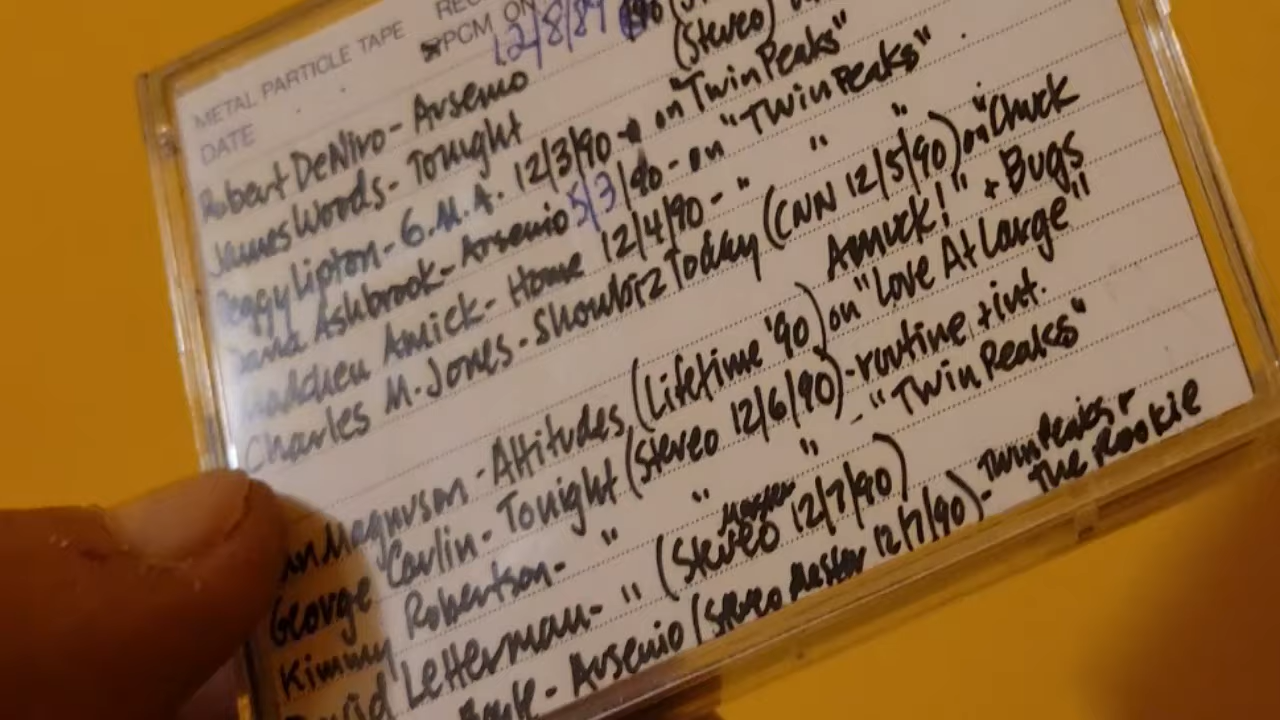 METAL PARTICLE TAPE
PCM ON
DATE 12/8/89
Robert DeNiro - Arsenio (Stereo)
James Woods - Tonight
Peggy Lipton - G.M.A. 12/3/90 - on "Twin Peaks"
Dana Ashbrook - Arsenio 5/3/90 - on "Twin Peaks"
Madchen Amick - Home 12/4/90 - " " "
Charles M. Jones - Showbiz Today (CNN 12/5/90) on "Chuck
Amuck!" + Bugs
Magnuson - Attitudes (Lifetime '90) on "Love At Large"
George Carlin - Tonight (Stereo 12/6/90) - routine + int.
Kimmy Robertson - " " " - "Twin Peaks"
David Letterman - " (Stereo Master 12/7/90)
Boyle - Arsenio (Stereo Master 12/7/90) - Twin Peaks +
The Rookie